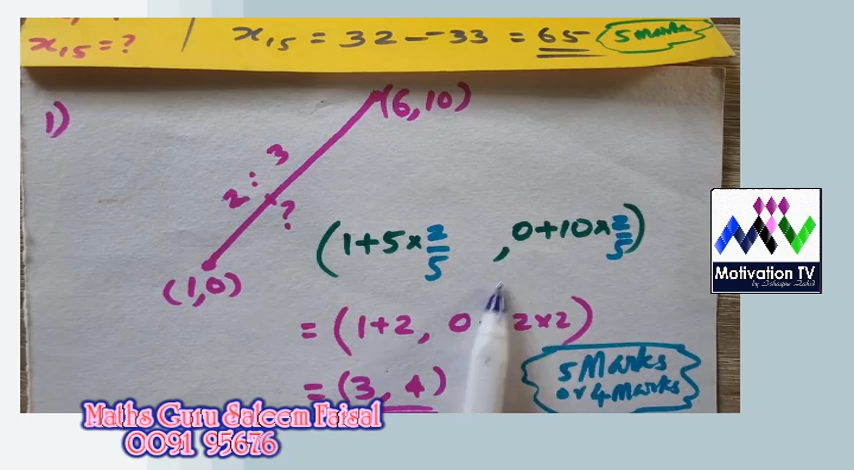 x₁₅ = ?
x₁₅ = 32 – –33 = 65
5 Marks
1)
(6, 10)
2 : 3
?
(1, 0)
(1+5×2/5 , 0+10×2/5)
= (1+2, 0 2×2)
= (3, 4)
5 Marks
or 4 Marks
Motivation TV
Maths Guru Saleem Faisal
0091 95676